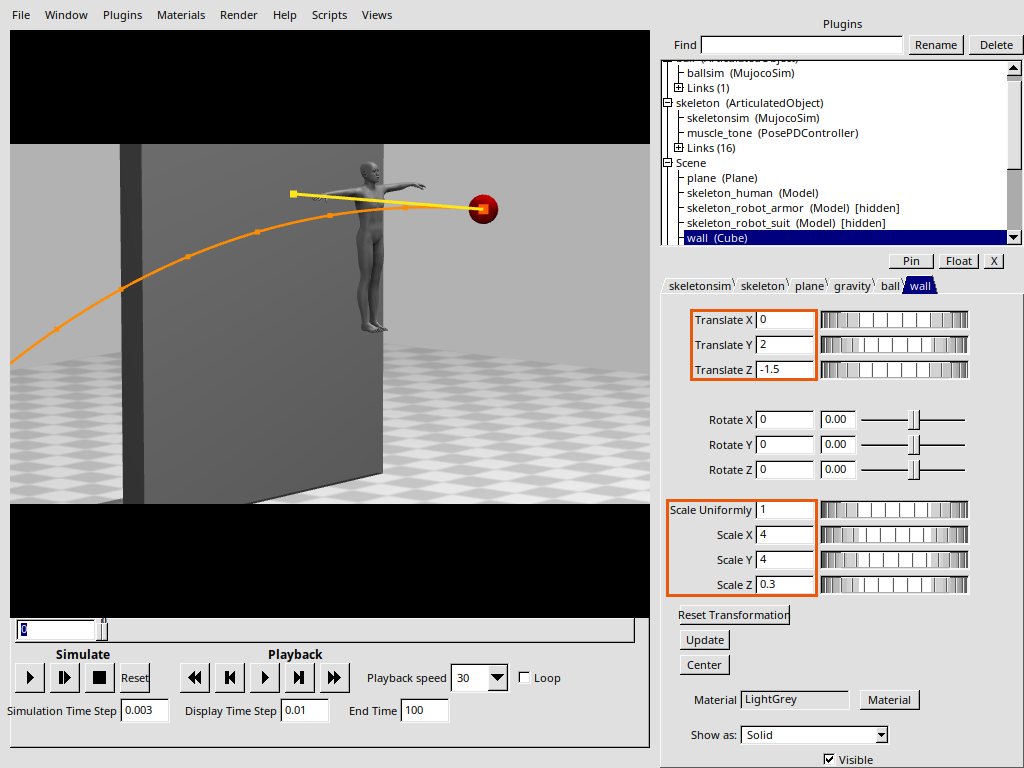 File Window Plugins Materials Render Help Scripts Views
Plugins
Find Rename Delete
ballsim (MujocoSim)
Links (1)
skeleton (ArticulatedObject)
skeletonsim (MujocoSim)
muscle_tone (PosePDController)
Links (16)
Scene
plane (Plane)
skeleton_human (Model)
skeleton_robot_armor (Model) [hidden]
skeleton_robot_suit (Model) [hidden]
wall (Cube)
Pin Float X
skeletonsim skeleton plane gravity ball wall
Translate X 0
Translate Y 2
Translate Z -1.5
Rotate X 0 0.00
Rotate Y 0 0.00
Rotate Z 0 0.00
Scale Uniformly 1
Scale X 4
Scale Y 4
Scale Z 0.3
Reset Transformation
Update
Center
Material LightGrey Material
Show as: Solid
Visible
0
Simulate Playback
Reset Playback speed 30 Loop
Simulation Time Step 0.003 Display Time Step 0.01 End Time 100